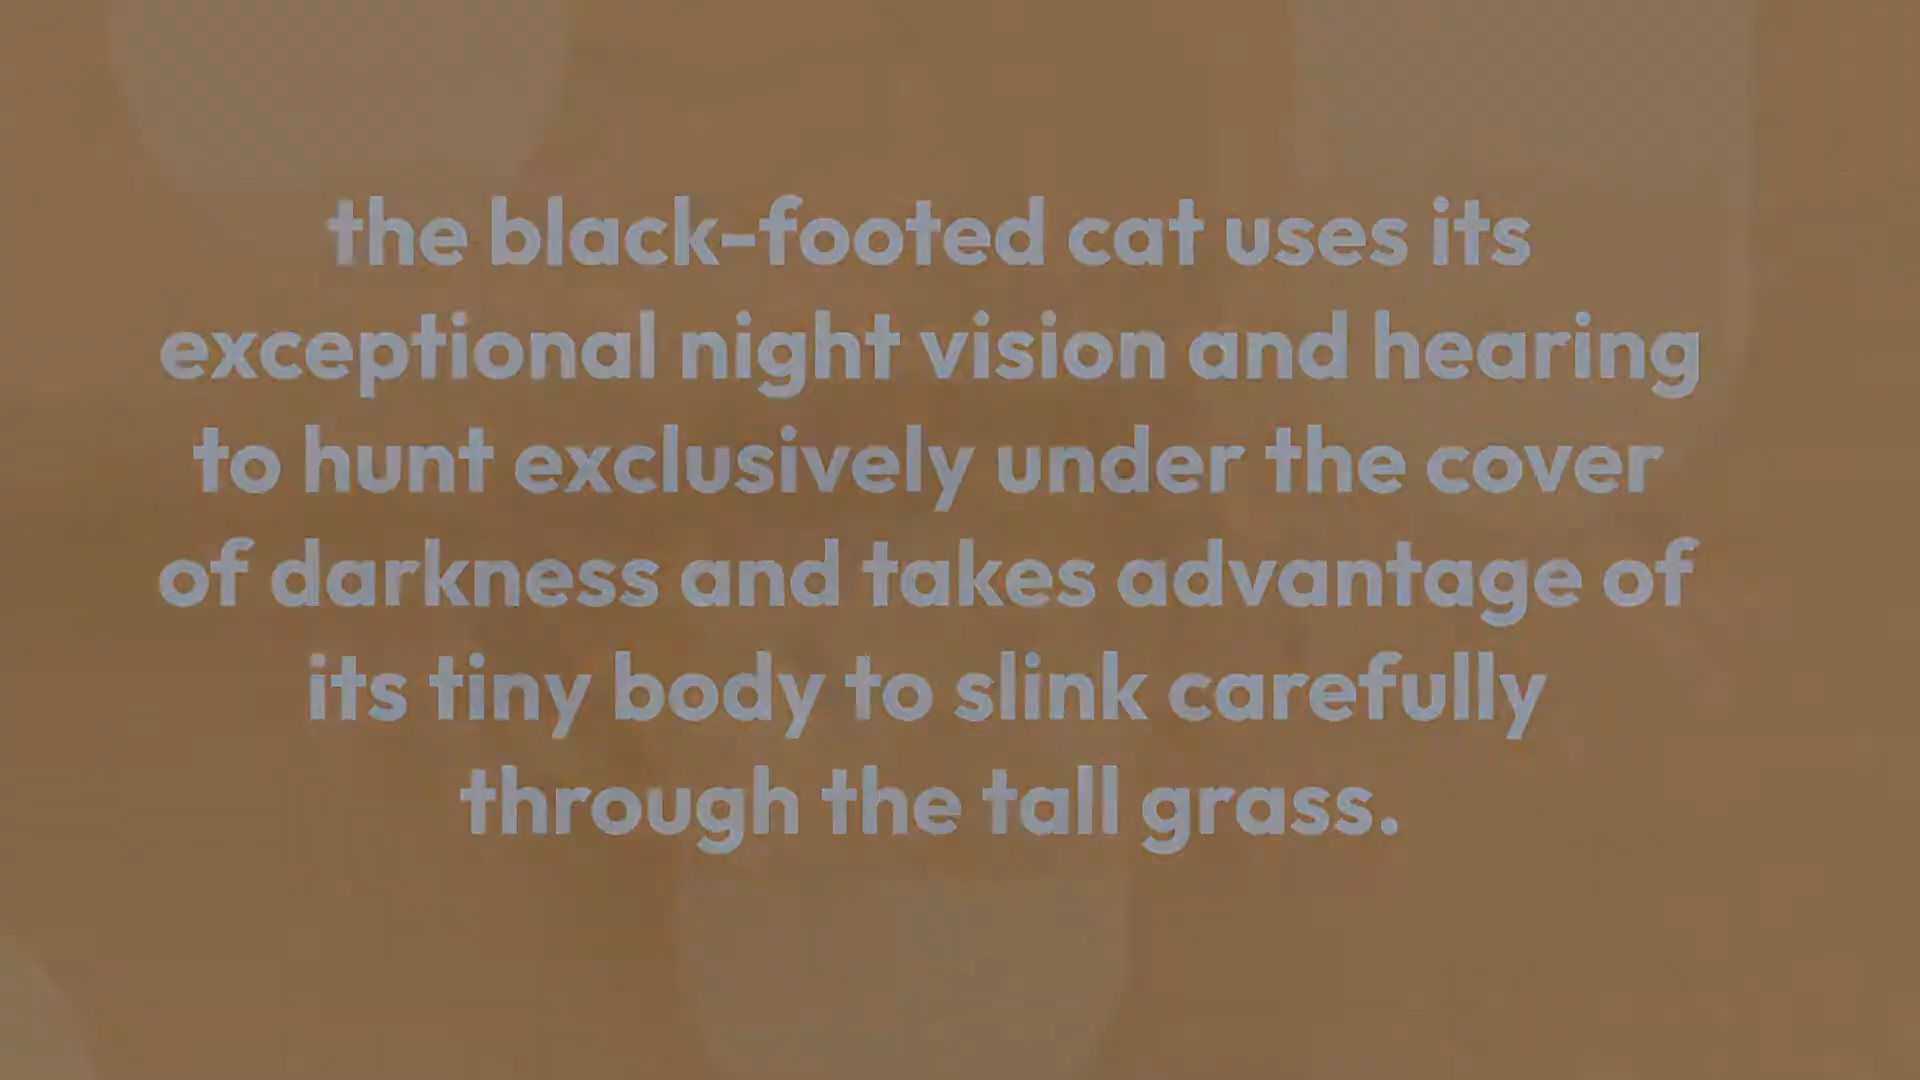 the black-footed cat uses its
exceptional night vision and hearing
to hunt exclusively under the cover
of darkness and takes advantage of
its tiny body to slink carefully
through the tall grass.